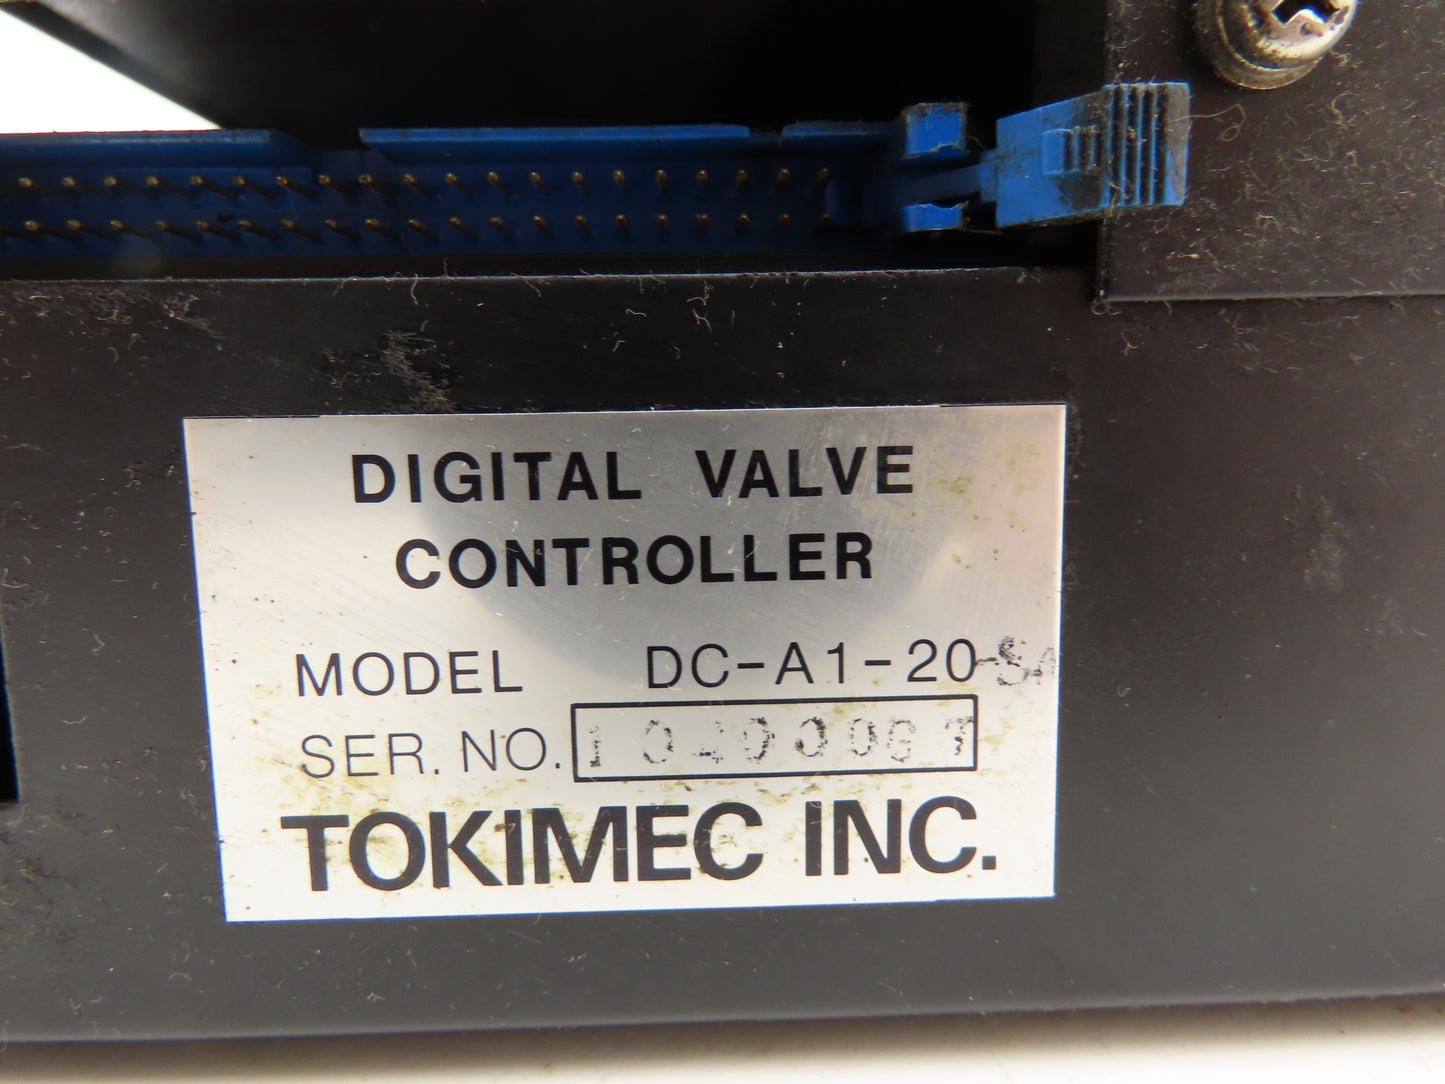 DIGITAL VALVE
CONTROLLER
MODEL DC-A1-20
SER. NO.
TOKIMEC INC.